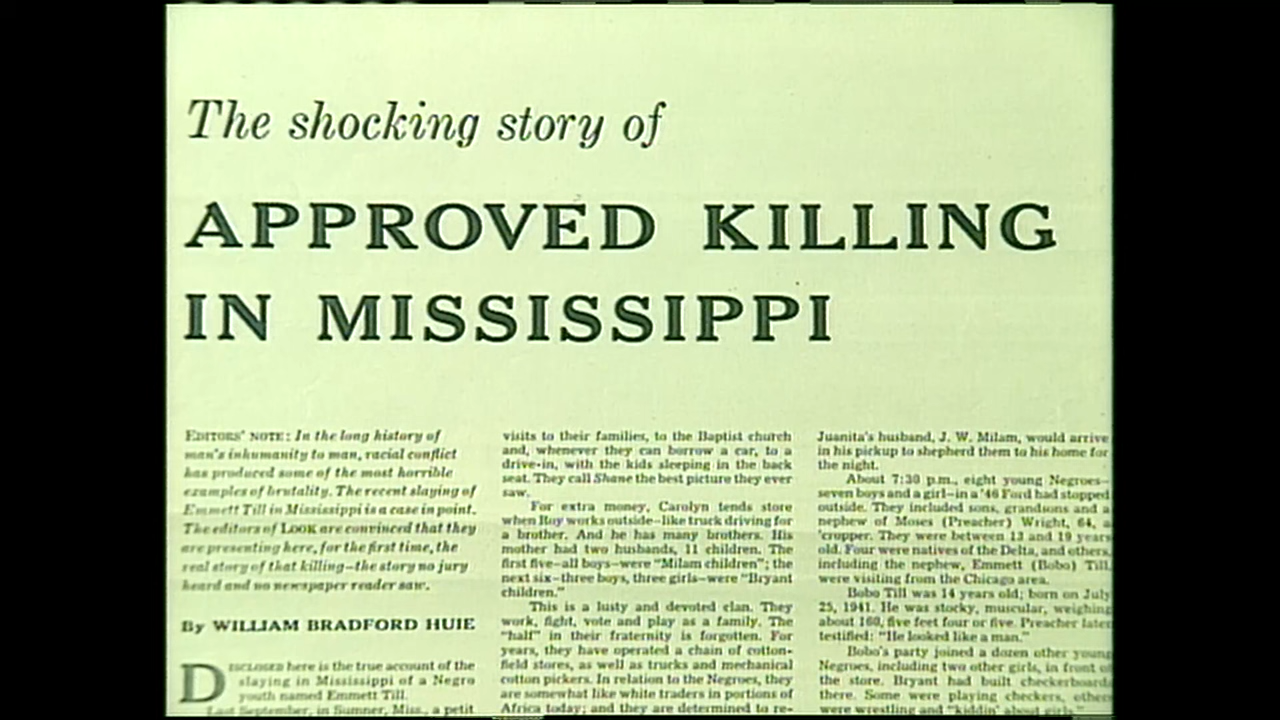 The shocking story of
APPROVED KILLING
IN MISSISSIPPI
EDITORS' NOTE: In the long history of
man's inhumanity to man, racial conflict
has produced some of the most horrible
examples of brutality. The recent slaying of
Emmett Till in Mississippi is a case in point.
The editors of LOOK are convinced that they
are presenting here, for the first time, the
real story of that killing—the story no jury
heard and no newspaper reader saw.
By WILLIAM BRADFORD HUIE
DISCLOSED here is the true account of the
slaying in Mississippi of a Negro
youth named Emmett Till.
Last September, in Sumner, Miss., a petit
visits to their families, to the Baptist church
and, whenever they can borrow a car, to a
drive-in, with the kids sleeping in the back
seat. They call Shane the best picture they ever
saw.
For extra money, Carolyn tends store
when Roy works outside—like truck driving for
a brother. And he has many brothers. His
mother had two husbands, 11 children. The
first five—all boys—were "Milam children"; the
next six—three boys, three girls—were "Bryant
children."
This is a lusty and devoted clan. They
work, fight, vote and play as a family. The
"half" in their fraternity is forgotten. For
years, they have operated a chain of cotton-
field stores, as well as trucks and mechanical
cotton pickers. In relation to the Negroes, they
are somewhat like white traders in portions of
Africa today; and they are determined to re-
Juanita's husband, J. W. Milam, would arrive
in his pickup to shepherd them to his home for
the night.
About 7:30 p.m., eight young Negroes—
seven boys and a girl—in a '46 Ford had stopped
outside. They included sons, grandsons and a
nephew of Moses (Preacher) Wright, 64, a
'cropper. They were between 13 and 19 years
old. Four were natives of the Delta, and others,
including the nephew, Emmett (Bobo) Till,
were visiting from the Chicago area.
Bobo Till was 14 years old; born on July
25, 1941. He was stocky, muscular, weighing
about 160, five feet four or five. Preacher later
testified: "He looked like a man."
Bobo's party joined a dozen other young
Negroes, including two other girls, in front of
the store. Bryant had built checkerboards
there. Some were playing checkers, others
were wrestling and "kiddin' about girls."